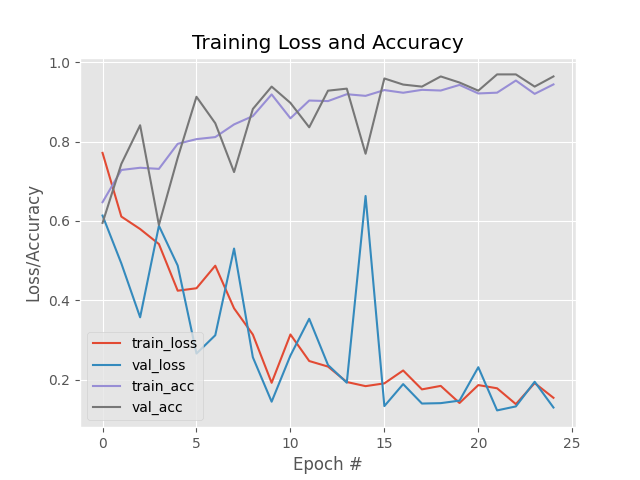 Training Loss and Accuracy
1.0
0.8
0.6
0.4
0.2
Loss/Accuracy
train_loss
val_loss
train_acc
val_acc
0 5 10 15 20 25
Epoch #